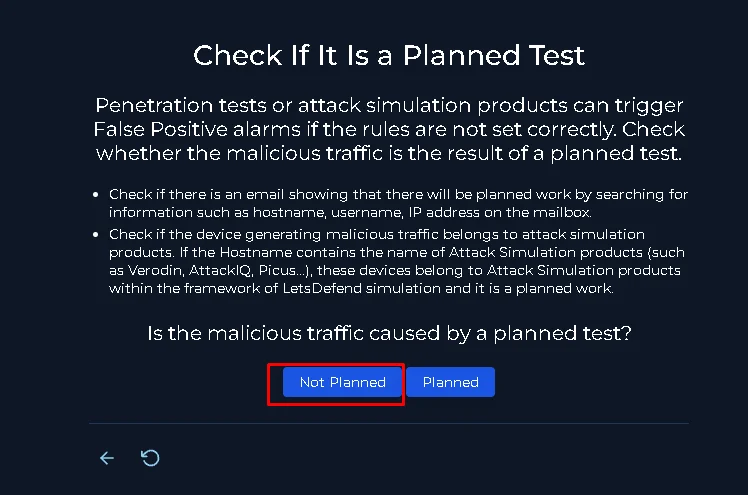 Check If It Is a Planned Test
Penetration tests or attack simulation products can trigger
False Positive alarms if the rules are not set correctly. Check
whether the malicious traffic is the result of a planned test.
Check if there is an email showing that there will be planned work by searching for
information such as hostname, username, IP address on the mailbox.
Check if the device generating malicious traffic belongs to attack simulation
products. If the Hostname contains the name of Attack Simulation products (such
as Verodin, AttackIQ, Picus...), these devices belong to Attack Simulation products
within the framework of LetsDefend simulation and it is a planned work.
Is the malicious traffic caused by a planned test?
Not Planned Planned